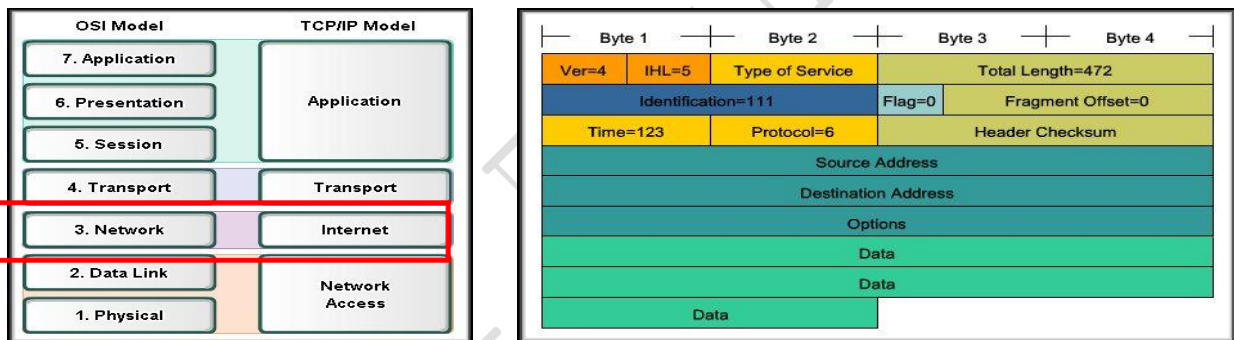 OSI Model TCP/IP Model
7. Application
6. Presentation Application
5. Session
4. Transport Transport
3. Network Internet
2. Data Link
Network
Access
1. Physical
Byte 1 Byte 2 Byte 3 Byte 4
Ver=4 IHL=5 Type of Service Total Length=472
Identification=111 Flag=0 Fragment Offset=0
Time=123 Protocol=6 Header Checksum
Source Address
Destination Address
Options
Data
Data
Data